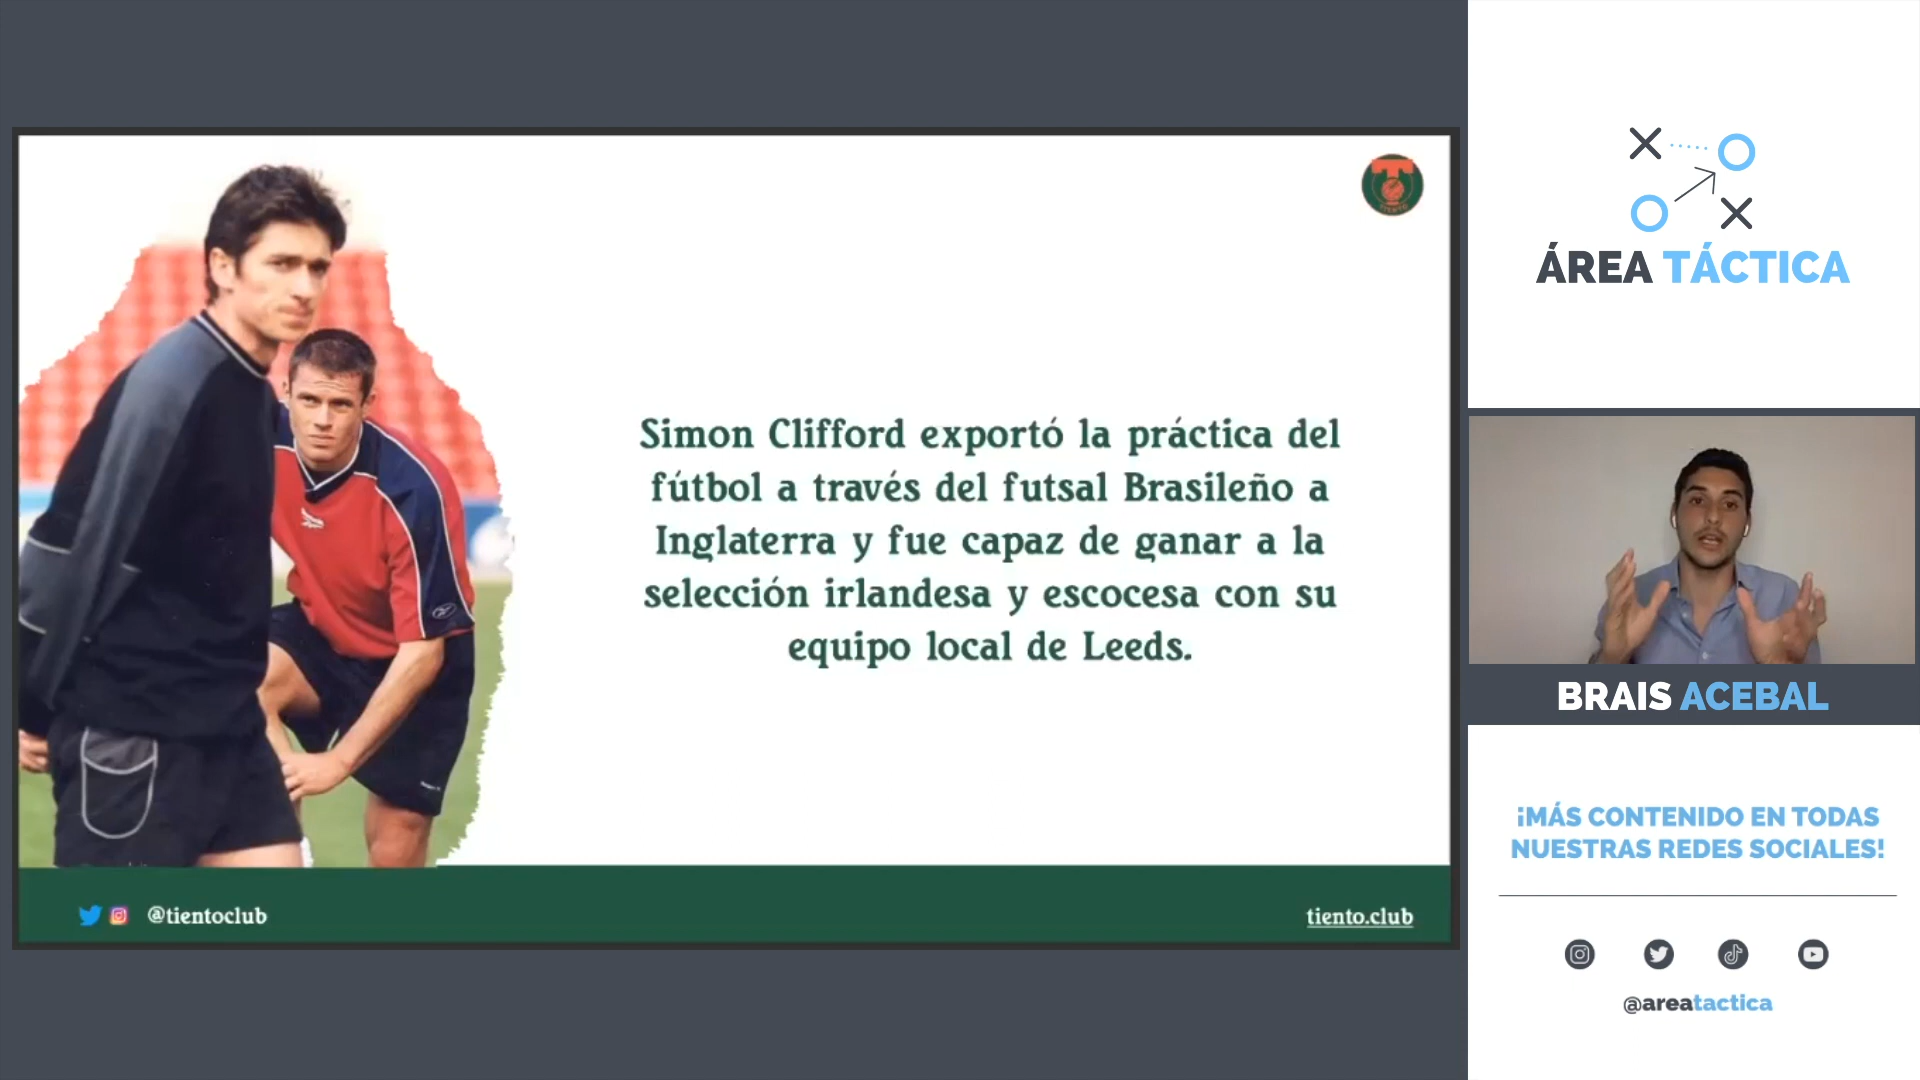 Simon Clifford exportó la práctica del
fútbol a través del futsal Brasileño a
Inglaterra y fue capaz de ganar a la
selección irlandesa y escocesa con su
equipo local de Leeds.
@tientoclub
tiento.club
ÁREA TÁCTICA
BRAIS ACEBAL
¡MÁS CONTENIDO EN TODAS
NUESTRAS REDES SOCIALES!
@areatactica